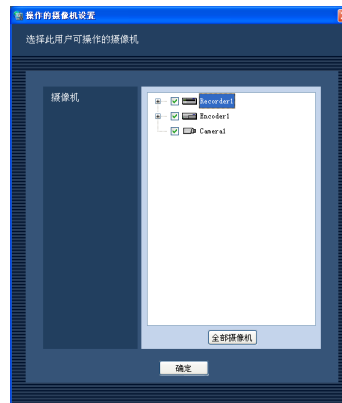 操作的摄像机设置
选择此用户可操作的摄像机
摄像机
Recorder1
Encoder1
Camera1
全部摄像机
确定